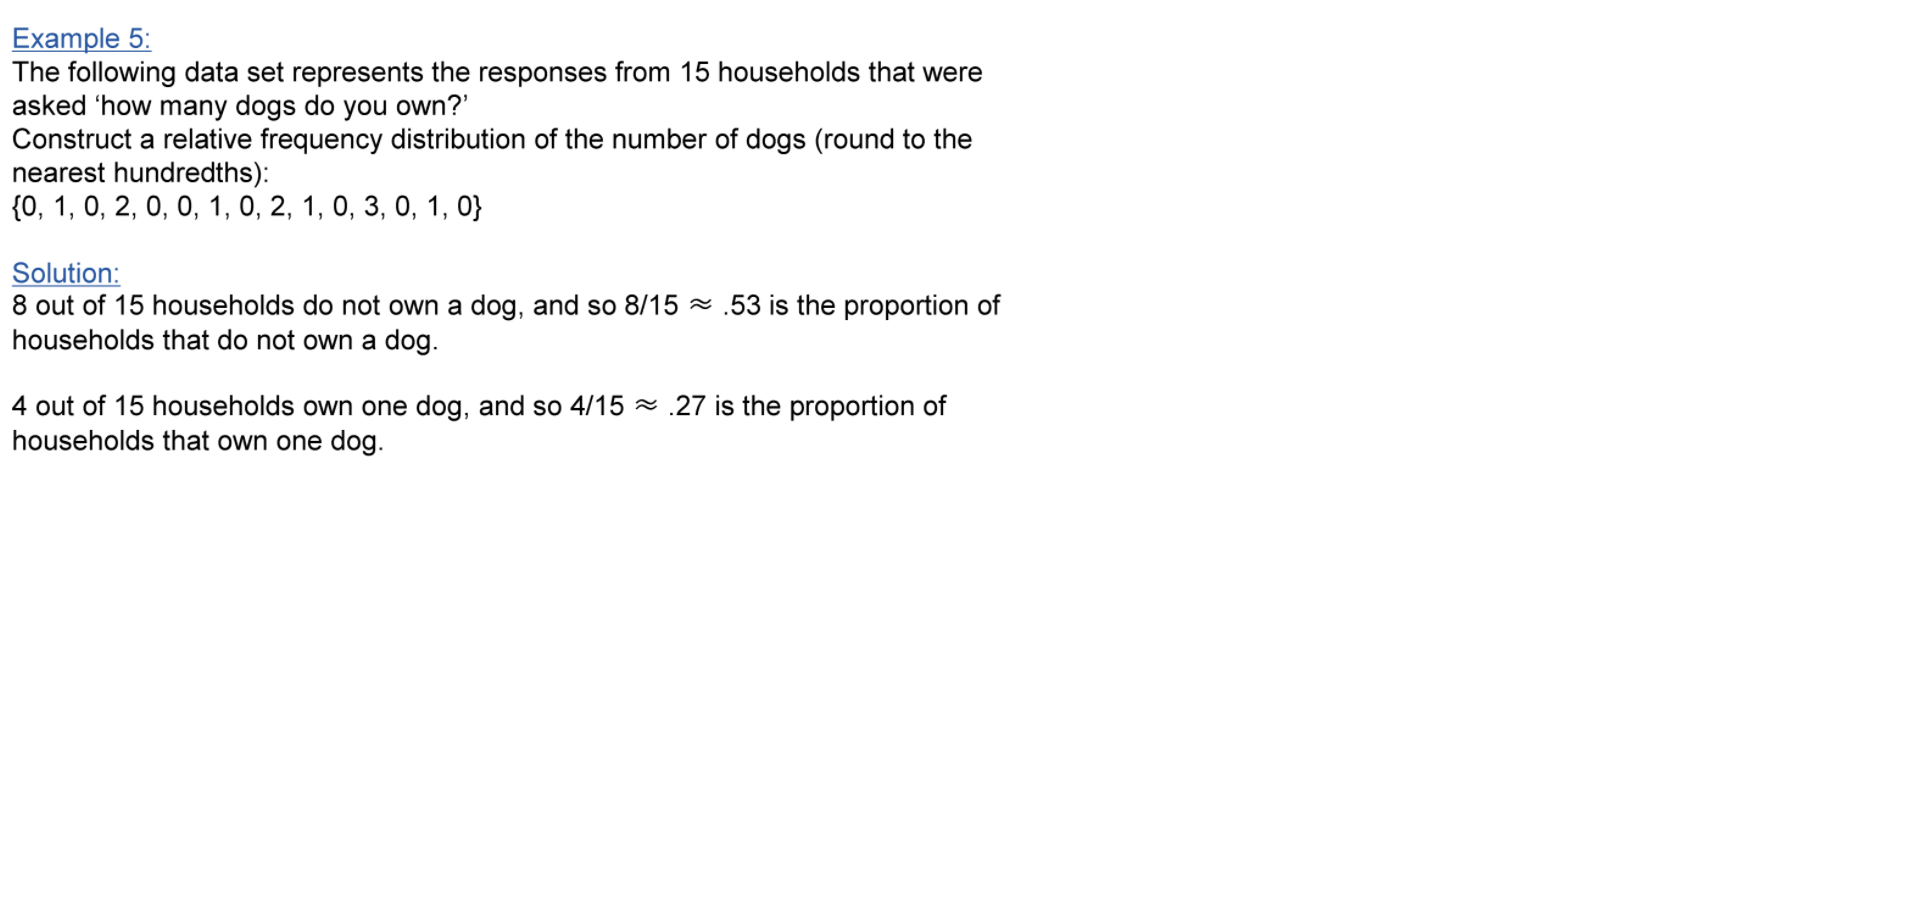 Example 5:
The following data set represents the responses from 15 households that were
asked ‘how many dogs do you own?’
Construct a relative frequency distribution of the number of dogs (round to the
nearest hundredths):
{0, 1, 0, 2, 0, 0, 1, 0, 2, 1, 0, 3, 0, 1, 0}
Solution:
8 out of 15 households do not own a dog, and so 8/15 ≈ .53 is the proportion of
households that do not own a dog.
4 out of 15 households own one dog, and so 4/15 ≈ .27 is the proportion of
households that own one dog.